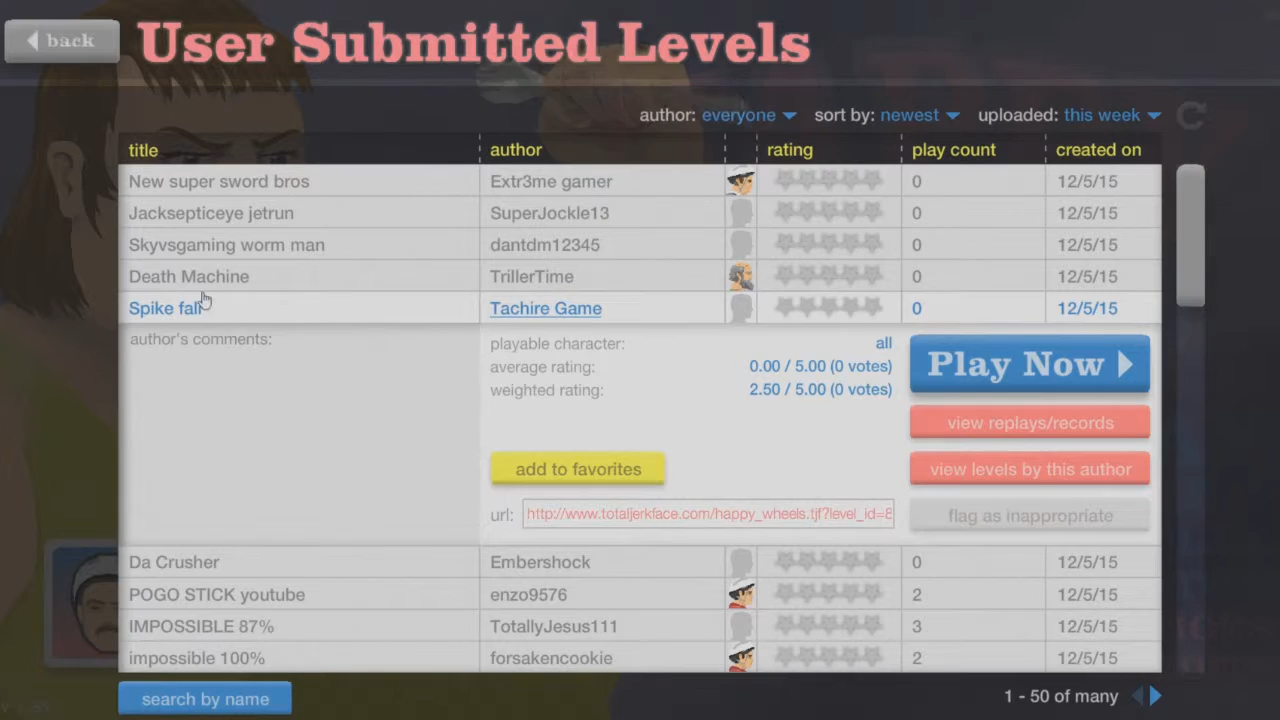 back
User Submitted Levels
author: everyone sort by: newest uploaded: this week
title author rating play count created on
New super sword bros Extr3me gamer 0 12/5/15
Jacksepticeye jetrun SuperJockle13 0 12/5/15
Skyvsgaming worm man dantdm12345 0 12/5/15
Death Machine TrillerTime 0 12/5/15
Spike fall Tachire Game 0 12/5/15
author's comments:
playable character: all
average rating: 0.00 / 5.00 (0 votes)
weighted rating: 2.50 / 5.00 (0 votes)
Play Now
view replays/records
add to favorites
view levels by this author
url: http://www.totaljerkface.com/happy_wheels.tjf?level_id=8
flag as inappropriate
Da Crusher Embershock 0 12/5/15
POGO STICK youtube enzo9576 2 12/5/15
IMPOSSIBLE 87% TotallyJesus111 3 12/5/15
impossible 100% forsakencookie 2 12/5/15
search by name
1 - 50 of many